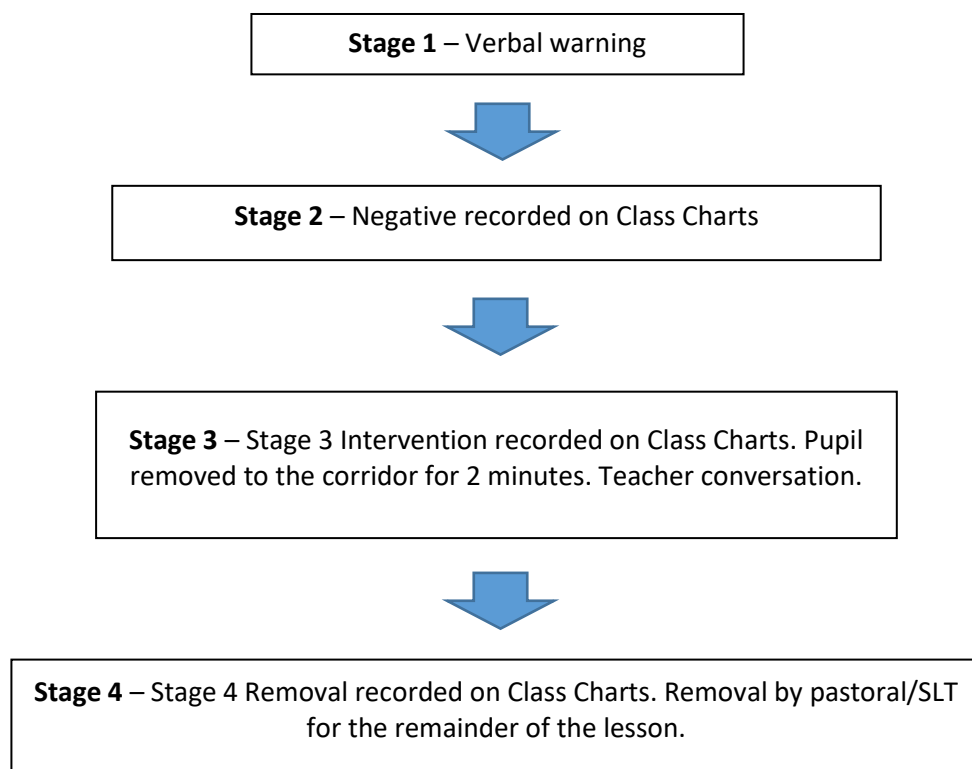 Stage 1 – Verbal warning
Stage 2 – Negative recorded on Class Charts
Stage 3 – Stage 3 Intervention recorded on Class Charts. Pupil
removed to the corridor for 2 minutes. Teacher conversation.
Stage 4 – Stage 4 Removal recorded on Class Charts. Removal by pastoral/SLT
for the remainder of the lesson.